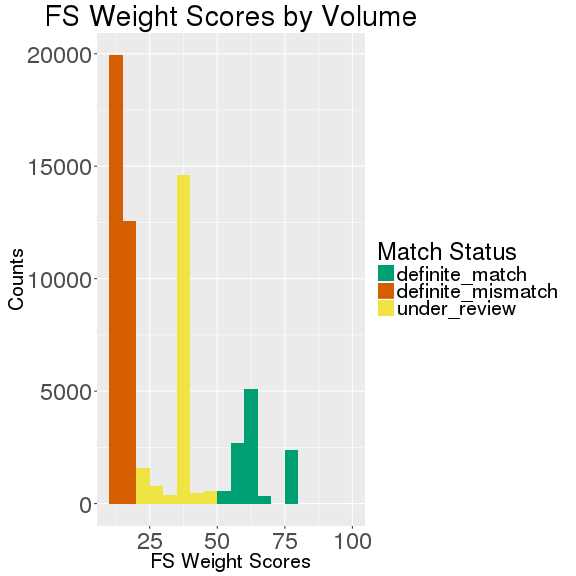 FS Weight Scores by Volume
20000
15000
10000
5000
0
Counts
25 50 75 100
FS Weight Scores
Match Status
definite_match
definite_mismatch
under_review